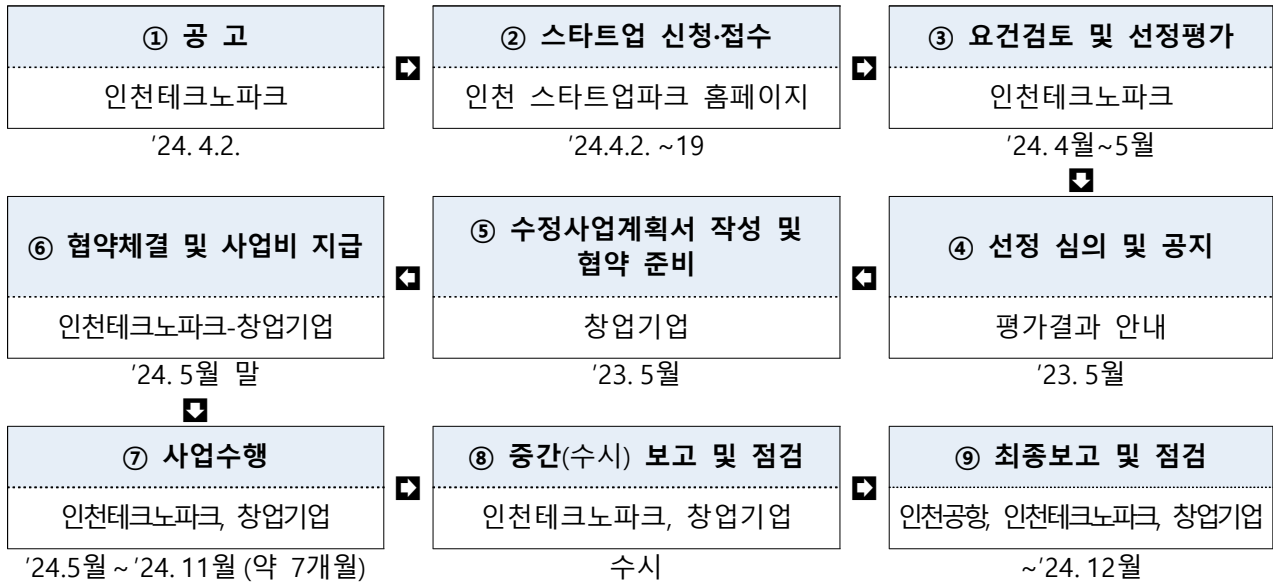 ① 공 고
인천테크노파크
’24. 4.2.
② 스타트업 신청·접수
인천 스타트업파크 홈페이지
’24.4.2. ~19
③ 요건검토 및 선정평가
인천테크노파크
’24. 4월~5월
④ 선정 심의 및 공지
평가결과 안내
’23. 5월
⑤ 수정사업계획서 작성 및
협약 준비
창업기업
’23. 5월
⑥ 협약체결 및 사업비 지급
인천테크노파크-창업기업
’24. 5월 말
⑦ 사업수행
인천테크노파크, 창업기업
’24.5월 ~ ’24. 11월 (약 7개월)
⑧ 중간(수시) 보고 및 점검
인천테크노파크, 창업기업
수시
⑨ 최종보고 및 점검
인천공항, 인천테크노파크, 창업기업
~’24. 12월